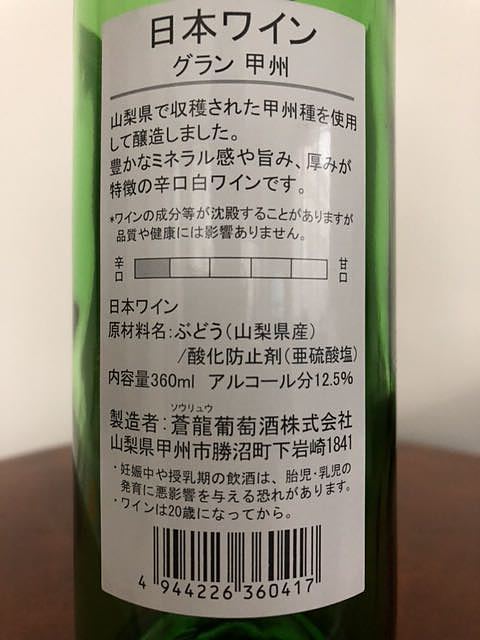 日本ワイン
グラン 甲州
山梨県で収穫された甲州種を使用
して醸造しました。
豊かなミネラル感や旨み、厚みが
特徴の辛口白ワインです。
*ワインの成分等が沈殿することがありますが
品質や健康には影響ありません。
辛口 甘口
日本ワイン
原材料名:ぶどう(山梨県産)
/酸化防止剤(亜硫酸塩)
内容量360ml アルコール分12.5%
ソウリュウ
製造者:蒼龍葡萄酒株式会社
山梨県甲州市勝沼町下岩崎1841
・妊娠中や授乳期の飲酒は、胎児・乳児の
発育に悪影響を与える恐れがあります。
・ワインは20歳になってから。
4 944226 360417